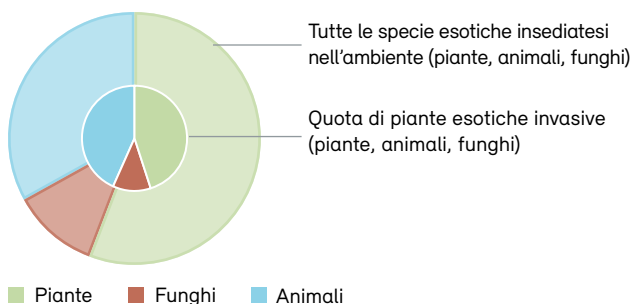 Tutte le specie esotiche insediatesi
nell’ambiente (piante, animali, funghi)
Quota di piante esotiche invasive
(piante, animali, funghi)
Piante Funghi Animali